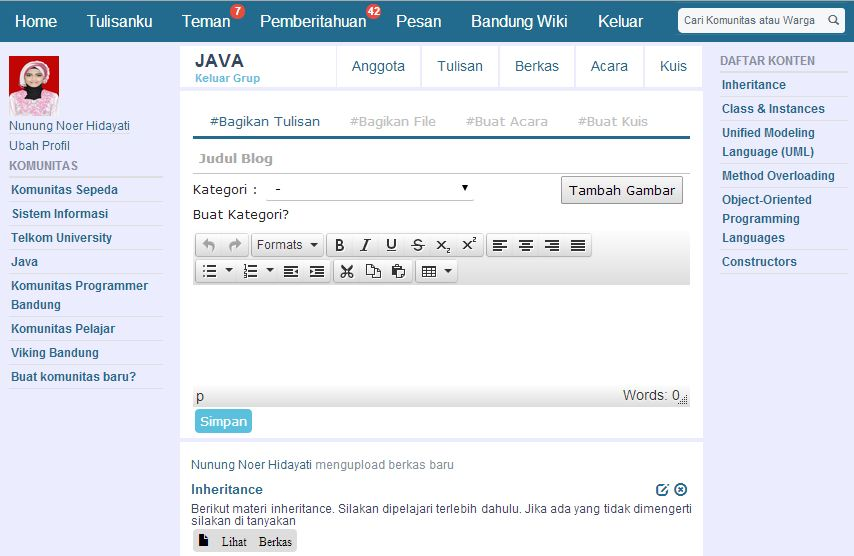 Home Tulisanku Teman 7 Pemberitahuan 42 Pesan Bandung Wiki Keluar Cari Komunitas atau Warga
Nunung Noer Hidayati
Ubah Profil
KOMUNITAS
Komunitas Sepeda
Sistem Informasi
Telkom University
Java
Komunitas Programmer
Bandung
Komunitas Pelajar
Viking Bandung
Buat komunitas baru?
JAVA
Keluar Grup
Anggota Tulisan Berkas Acara Kuis
#Bagikan Tulisan #Bagikan File #Buat Acara #Buat Kuis
Judul Blog
Kategori : - Tambah Gambar
Buat Kategori?
Formats B I U S X2 X2
p Words: 0
Simpan
Nunung Noer Hidayati mengupload berkas baru
Inheritance
Berikut materi inheritance. Silakan dipelajari terlebih dahulu. Jika ada yang tidak dimengerti
silakan di tanyakan
Lihat Berkas
DAFTAR KONTEN
Inheritance
Class & Instances
Unified Modeling
Language (UML)
Method Overloading
Object-Oriented
Programming
Languages
Constructors